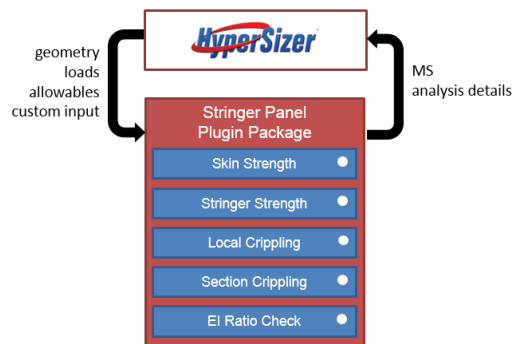 HyperSizer
geometry
loads
allowables
custom input
MS
analysis details
Stringer Panel
Plugin Package
Skin Strength
Stringer Strength
Local Crippling
Section Crippling
EI Ratio Check